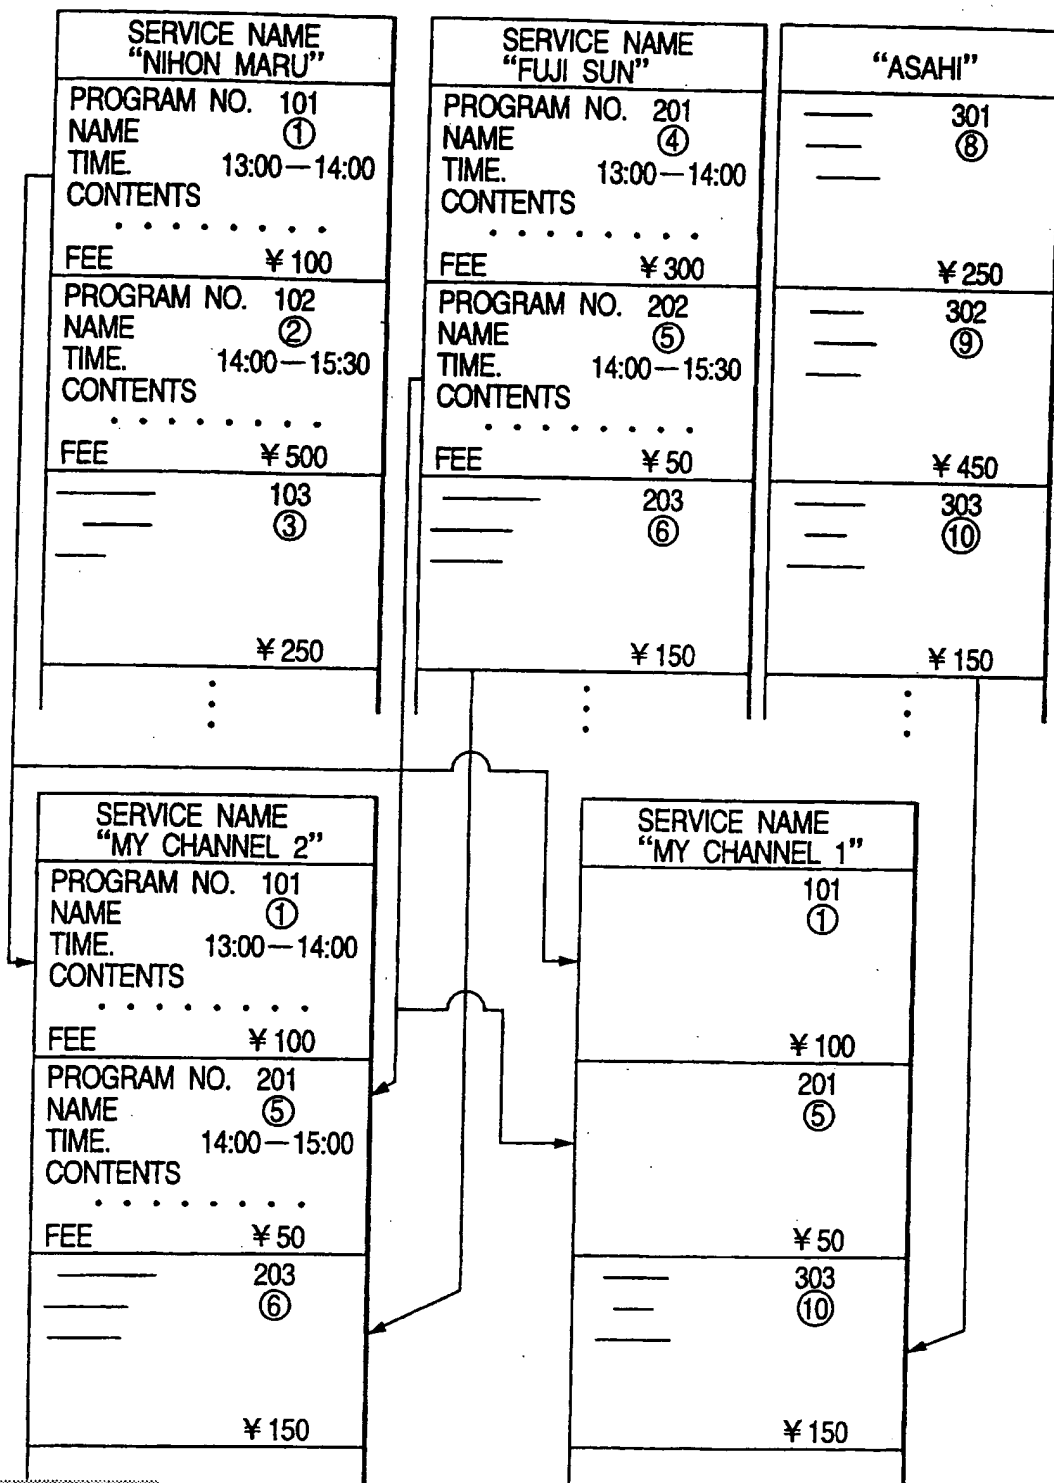 SERVICE NAME
“NIHON MARU”
PROGRAM NO. 101
NAME ①
TIME. 13:00—14:00
CONTENTS
. . . . . . . .
FEE ¥100
PROGRAM NO. 102
NAME ②
TIME. 14:00—15:30
CONTENTS
. . . . . . . .
FEE ¥500
103
③
¥250
SERVICE NAME
“FUJI SUN”
PROGRAM NO. 201
NAME ④
TIME. 13:00—14:00
CONTENTS
. . . . . . . .
FEE ¥300
PROGRAM NO. 202
NAME ⑤
TIME. 14:00—15:30
CONTENTS
. . . . . . . .
FEE ¥50
203
⑥
¥150
“ASAHI”
301
⑧
¥250
302
⑨
¥450
303
⑩
¥150
SERVICE NAME
“MY CHANNEL 2”
PROGRAM NO. 101
NAME ①
TIME. 13:00—14:00
CONTENTS
. . . . . . . .
FEE ¥100
PROGRAM NO. 201
NAME ⑤
TIME. 14:00—15:00
CONTENTS
. . . . . . . .
FEE ¥50
203
⑥
¥150
SERVICE NAME
“MY CHANNEL 1”
101
①
¥100
201
⑤
¥50
303
⑩
¥150